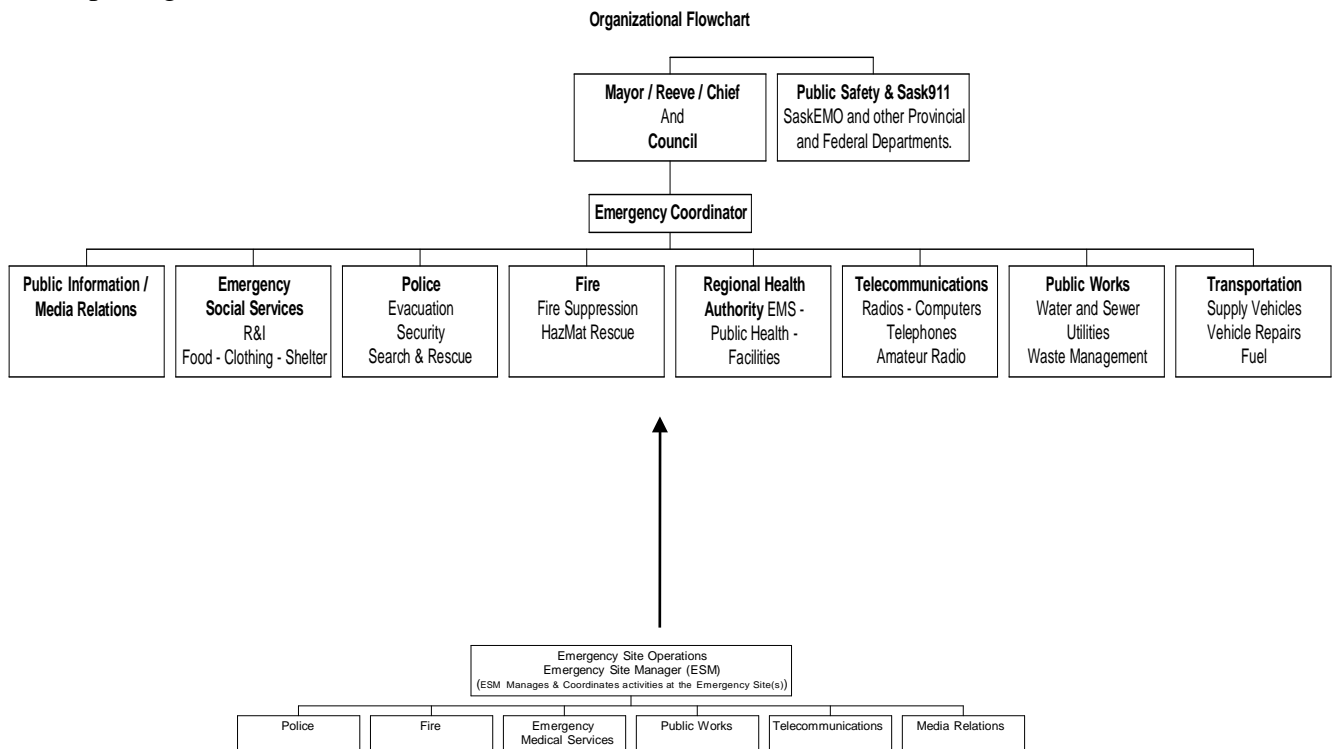 Organizational Flowchart
Mayor / Reeve / Chief
And
Council
Public Safety & Sask911
SaskEMO and other Provincial
and Federal Departments.
Emergency Coordinator
Public Information /
Media Relations
Emergency
Social Services
R&I
Food - Clothing - Shelter
Police
Evacuation
Security
Search & Rescue
Fire
Fire Suppression
HazMat Rescue
Regional Health
Authority EMS -
Public Health -
Facilities
Telecommunications
Radios - Computers
Telephones
Amateur Radio
Public Works
Water and Sewer
Utilities
Waste Management
Transportation
Supply Vehicles
Vehicle Repairs
Fuel
Emergency Site Operations
Emergency Site Manager (ESM)
(ESM Manages & Coordinates activities at the Emergency Site(s))
Police
Fire
Emergency
Medical Services
Public Works
Telecommunications
Media Relations